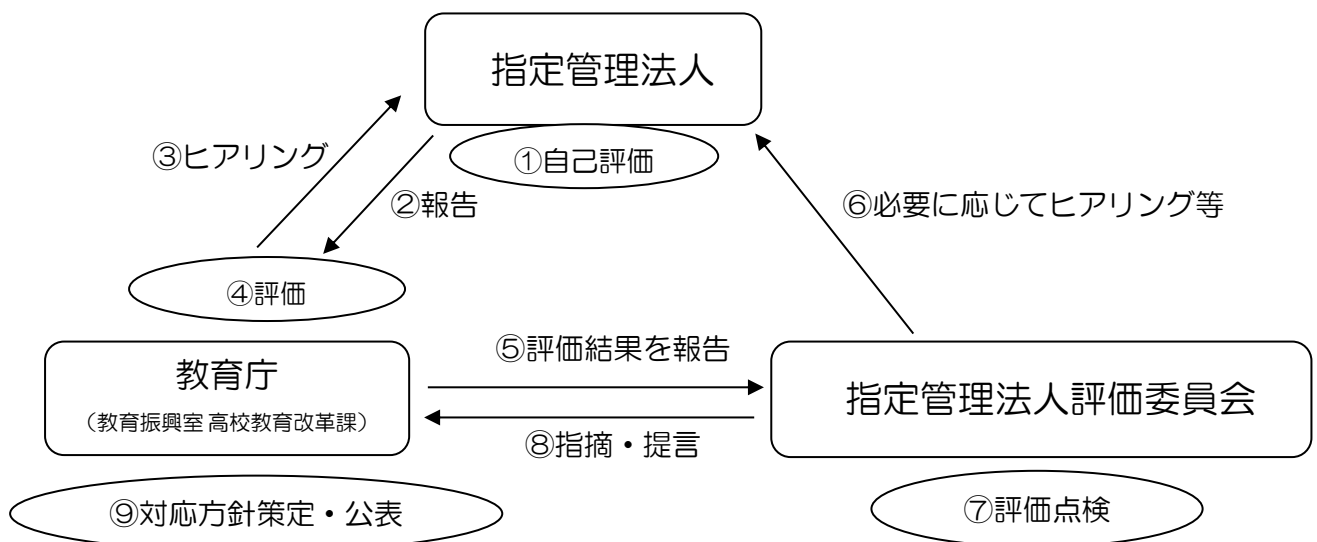 指定管理法人
①自己評価
③ヒアリング
②報告
⑥必要に応じてヒアリング等
④評価
⑤評価結果を報告
教育庁
（教育振興室 高校教育改革課）
指定管理法人評価委員会
⑧指摘・提言
⑨対応方針策定・公表
⑦評価点検